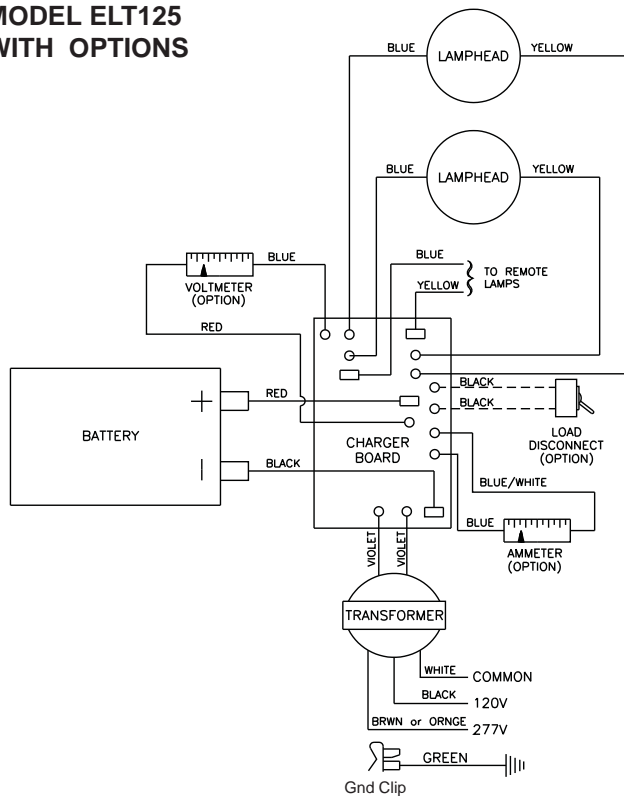 MODEL ELT125
WITH OPTIONS
BLUE
LAMPHEAD
YELLOW
BLUE
LAMPHEAD
YELLOW
BLUE
YELLOW
TO REMOTE
LAMPS
BLUE
VOLTMETER
(OPTION)
RED
BATTERY
+
RED
−
BLACK
CHARGER
BOARD
BLACK
BLACK
LOAD
DISCONNECT
(OPTION)
BLUE/WHITE
BLUE
AMMETER
(OPTION)
VIOLET
VIOLET
TRANSFORMER
WHITE
COMMON
BLACK
120V
BRWN or ORNGE
277V
GREEN
Gnd Clip